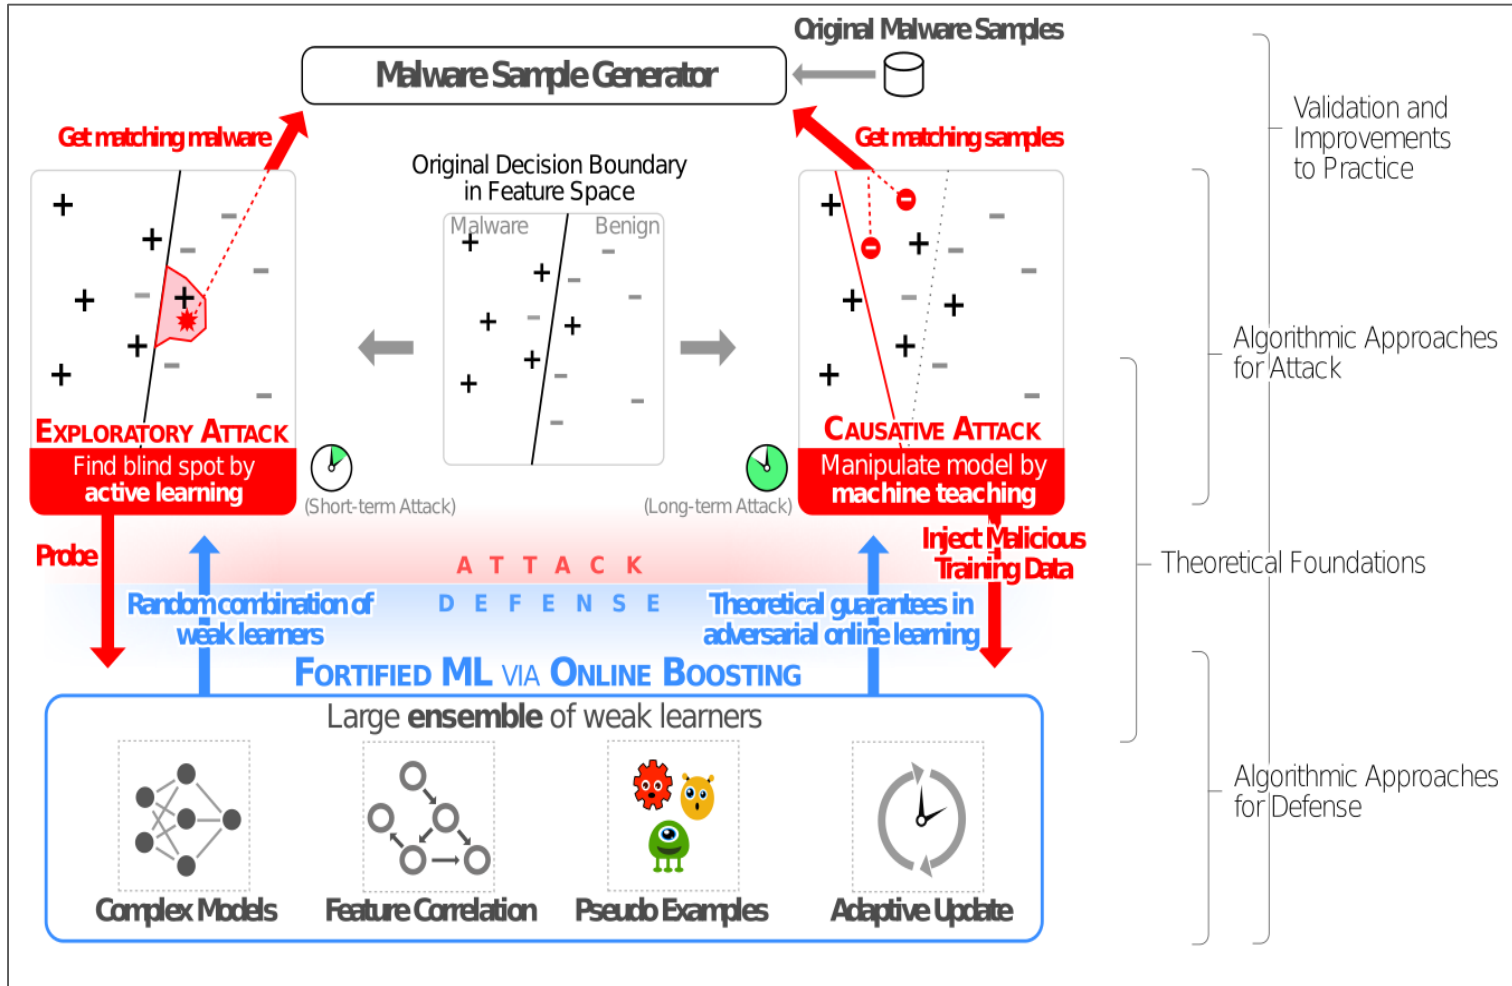 Original Malware Samples
Malware Sample Generator
Get matching malware
Get matching samples
Validation and
Improvements
to Practice
Original Decision Boundary
in Feature Space
Malware
Benign
Algorithmic Approaches
for Attack
EXPLORATORY ATTACK
Find blind spot by
active learning
(Short-term Attack)
(Long-term Attack)
CAUSATIVE ATTACK
Manipulate model by
machine teaching
Probe
Inject Malicious
Training Data
ATTACK
DEFENSE
Random combination of
weak learners
Theoretical guarantees in
adversarial online learning
Theoretical Foundations
FORTIFIED ML VIA ONLINE BOOSTING
Large ensemble of weak learners
Complex Models
Feature Correlation
Pseudo Examples
Adaptive Update
Algorithmic Approaches
for Defense